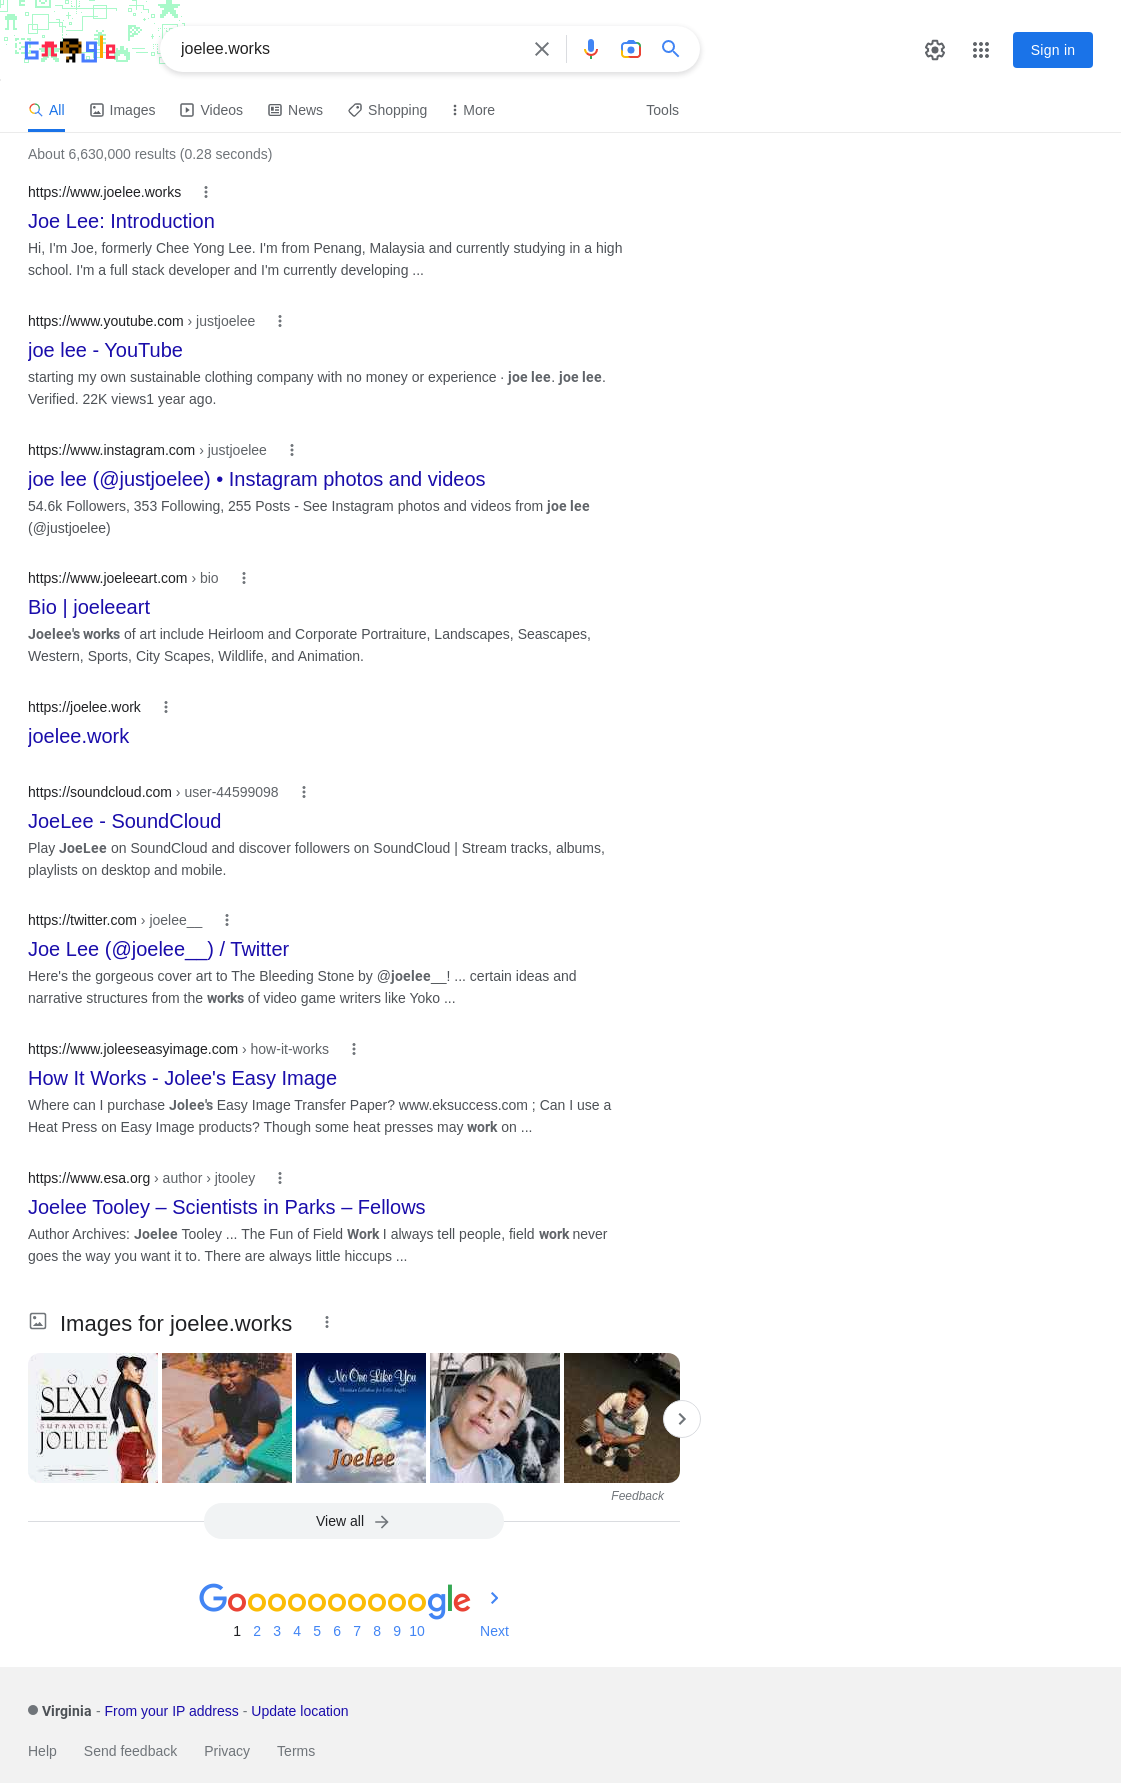 Google
joelee.works
Sign in
All
Images
Videos
News
Shopping
More
Tools
About 6,630,000 results (0.28 seconds)
https://www.joelee.works
Joe Lee: Introduction
Hi, I'm Joe, formerly Chee Yong Lee. I'm from Penang, Malaysia and currently studying in a high
school. I'm a full stack developer and I'm currently developing ...
https://www.youtube.com › justjoelee
joe lee - YouTube
starting my own sustainable clothing company with no money or experience · joe lee. joe lee.
Verified. 22K views1 year ago.
https://www.instagram.com › justjoelee
joe lee (@justjoelee) • Instagram photos and videos
54.6k Followers, 353 Following, 255 Posts - See Instagram photos and videos from joe lee
(@justjoelee)
https://www.joeleeart.com › bio
Bio | joeleeart
Joelee's works of art include Heirloom and Corporate Portraiture, Landscapes, Seascapes,
Western, Sports, City Scapes, Wildlife, and Animation.
https://joelee.work
joelee.work
https://soundcloud.com › user-44599098
JoeLee - SoundCloud
Play JoeLee on SoundCloud and discover followers on SoundCloud | Stream tracks, albums,
playlists on desktop and mobile.
https://twitter.com › joelee__
Joe Lee (@joelee__) / Twitter
Here's the gorgeous cover art to The Bleeding Stone by @joelee__! ... certain ideas and
narrative structures from the works of video game writers like Yoko ...
https://www.joleeseasyimage.com › how-it-works
How It Works - Jolee's Easy Image
Where can I purchase Jolee's Easy Image Transfer Paper? www.eksuccess.com ; Can I use a
Heat Press on Easy Image products? Though some heat presses may work on ...
https://www.esa.org › author › jtooley
Joelee Tooley – Scientists in Parks – Fellows
Author Archives: Joelee Tooley ... The Fun of Field Work I always tell people, field work never
goes the way you want it to. There are always little hiccups ...
Images for joelee.works
SOO
SEXY
SUPAMODEL
JOELEE
No One Like You
Christian Lullabies for Little Angels
Joelee
Feedback
View all
Goooooooooogle
1 2 3 4 5 6 7 8 9 10 Next
Virginia - From your IP address - Update location
Help Send feedback Privacy Terms